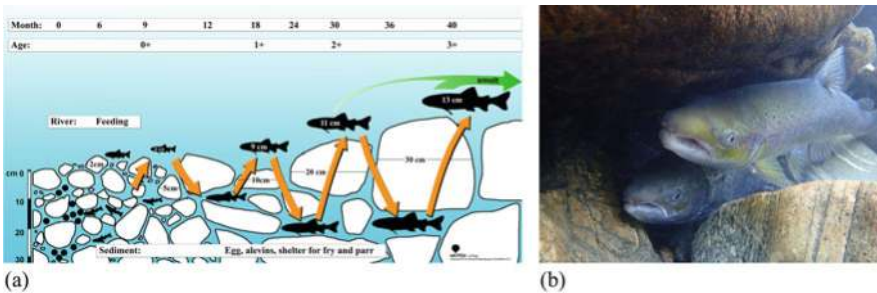 Month: 0 6 9 12 18 24 30 36 40
Age: 0+ 1+ 2+ 3+
smolt
13 cm
11 cm
River: Feeding
9 cm
2cm
30 cm
cm 0
20 cm
5cm
10cm
10
20
Sediment: Egg, alevins, shelter for fry and parr
30
(a) (b)